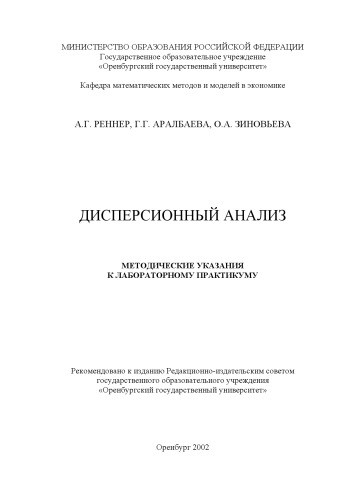 МИНИСТЕРСТВО ОБРАЗОВАНИЯ РОССИЙСКОЙ ФЕДЕРАЦИИ
Государственное образовательное учреждение
«Оренбургский государственный университет»
Кафедра математических методов и моделей в экономике
А.Г. РЕННЕР, Г.Г. АРАЛБАЕВА, О.А. ЗИНОВЬЕВА
ДИСПЕРСИОННЫЙ АНАЛИЗ
МЕТОДИЧЕСКИЕ УКАЗАНИЯ
К ЛАБОРАТОРНОМУ ПРАКТИКУМУ
Рекомендовано к изданию Редакционно-издательским советом
государственного образовательного учреждения
«Оренбургский государственный университет»
Оренбург 2002